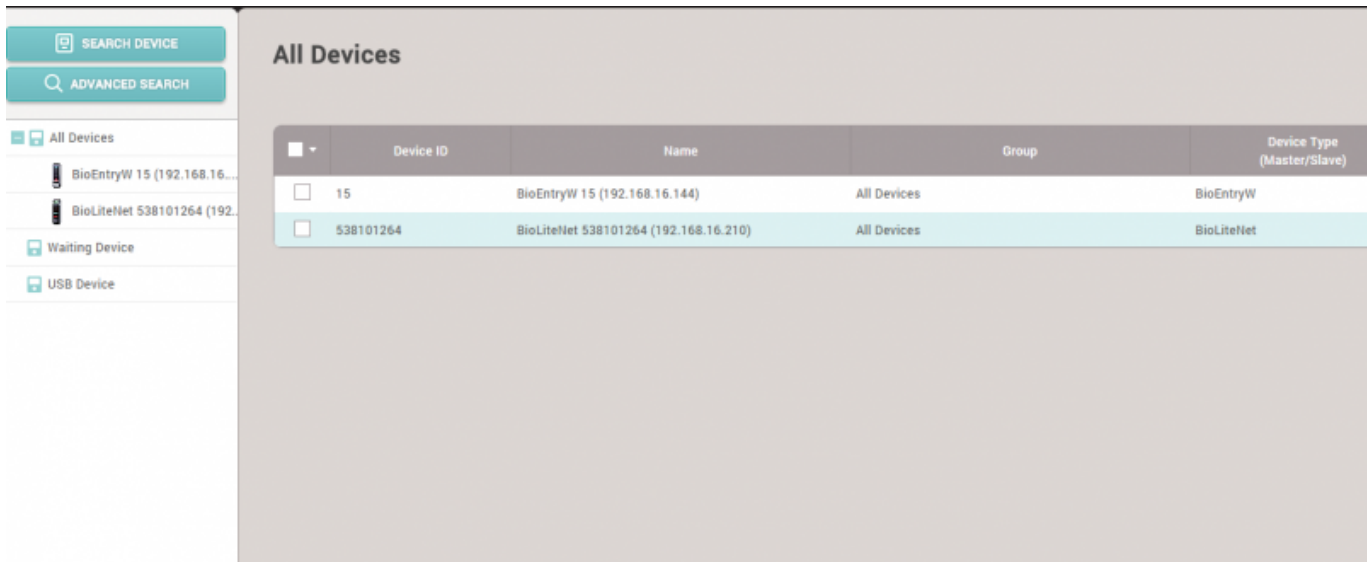 SEARCH DEVICE
ADVANCED SEARCH
All Devices
BioEntryW 15 (192.168.16....
BioLiteNet 538101264 (192..
Waiting Device
USB Device
All Devices
Device ID Name Group Device Type (Master/Slave)
15 BioEntryW 15 (192.168.16.144) All Devices BioEntryW
538101264 BioLiteNet 538101264 (192.168.16.210) All Devices BioLiteNet